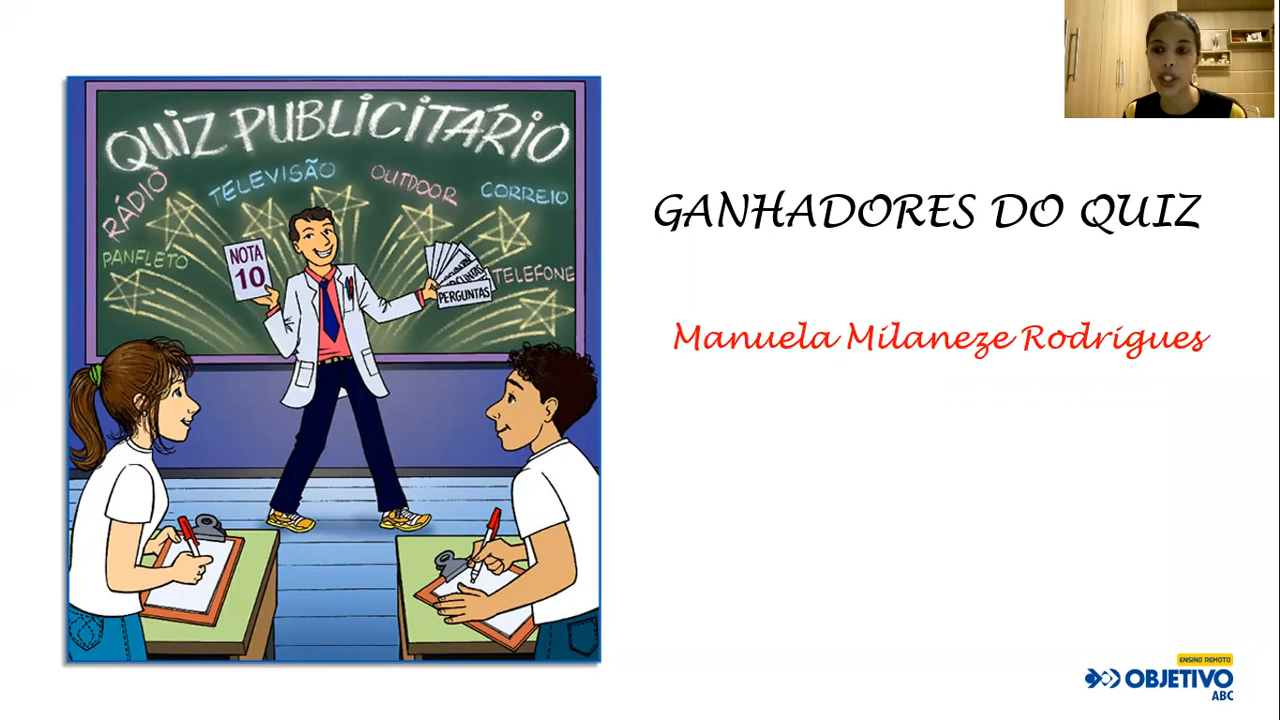 QUIZ PUBLICITÁRIO
RÁDIO
TELEVISÃO
OUTDOOR
CORREIO
PANFLETO
TELEFONE
NOTA
10
PERGUNTAS
GANHADORES DO QUIZ
Manuela Milaneze Rodrigues
ENSINO REMOTO
OBJETIVO
ABC